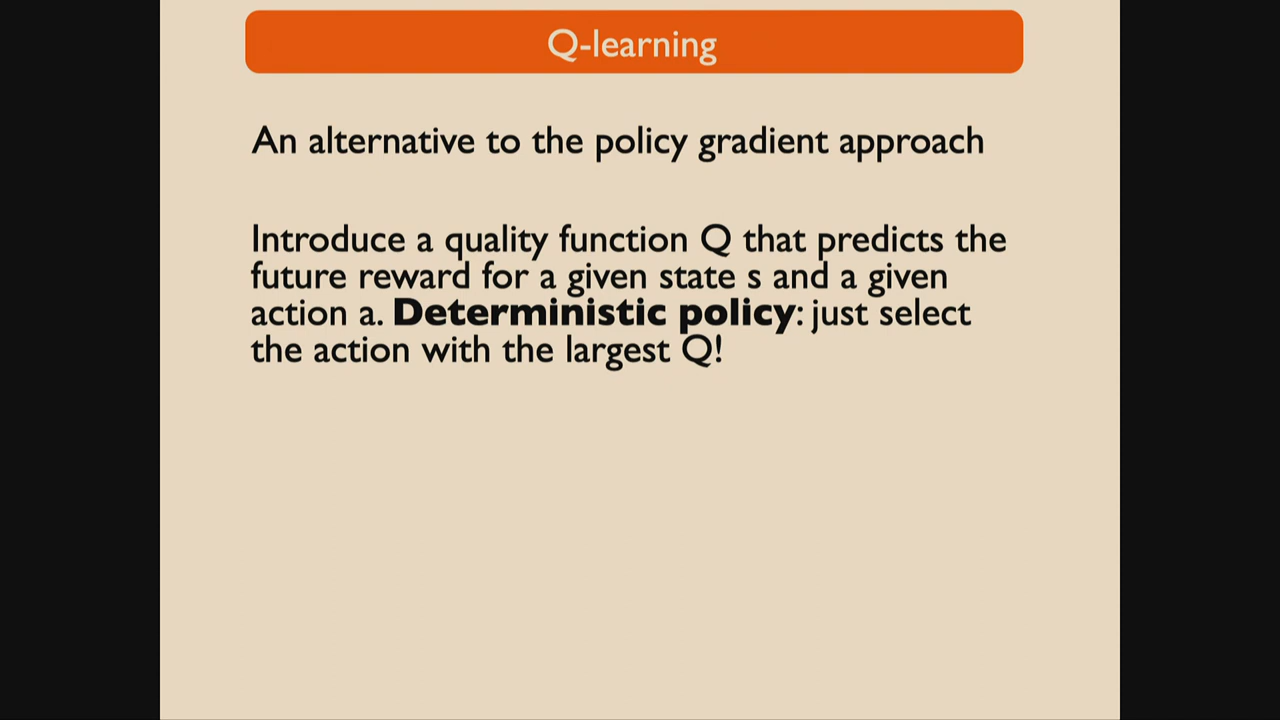 Q-learning
An alternative to the policy gradient approach
Introduce a quality function Q that predicts the
future reward for a given state s and a given
action a. Deterministic policy: just select
the action with the largest Q!